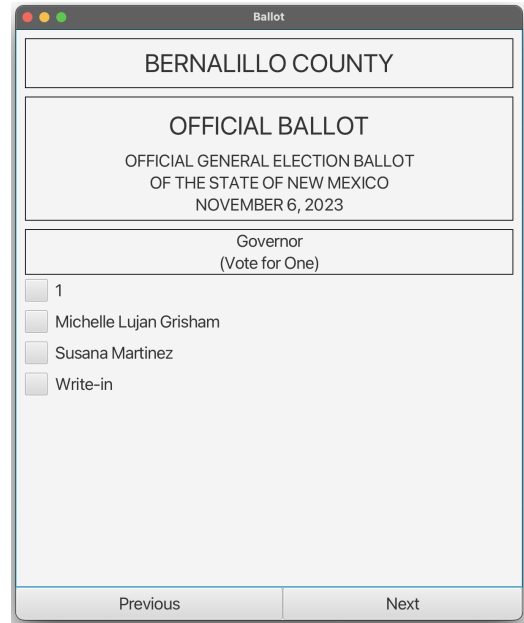 Ballot
BERNALILLO COUNTY
OFFICIAL BALLOT
OFFICIAL GENERAL ELECTION BALLOT
OF THE STATE OF NEW MEXICO
NOVEMBER 6, 2023
Governor
(Vote for One)
1
Michelle Lujan Grisham
Susana Martinez
Write-in
Previous
Next